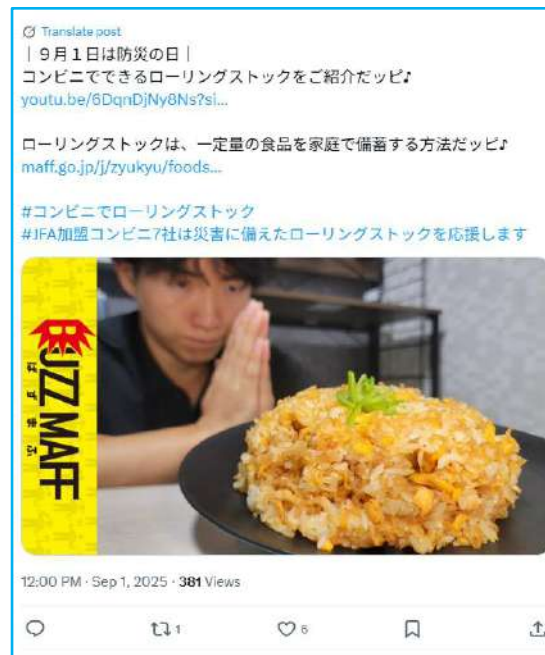 Translate post
｜９月１日は防災の日｜
コンビニでできるローリングストックをご紹介だッピ♪
youtu.be/6DqnDjNy8Ns?si...
ローリングストックは、一定量の食品を家庭で備蓄する方法だッピ♪
maff.go.jp/j/zyukyu/foods...
#コンビニでローリングストック
#JFA加盟コンビニ7社は災害に備えたローリングストックを応援します
BUZZ MAFF
ばずまふ
12:00 PM · Sep 1, 2025 · 381 Views
1
6